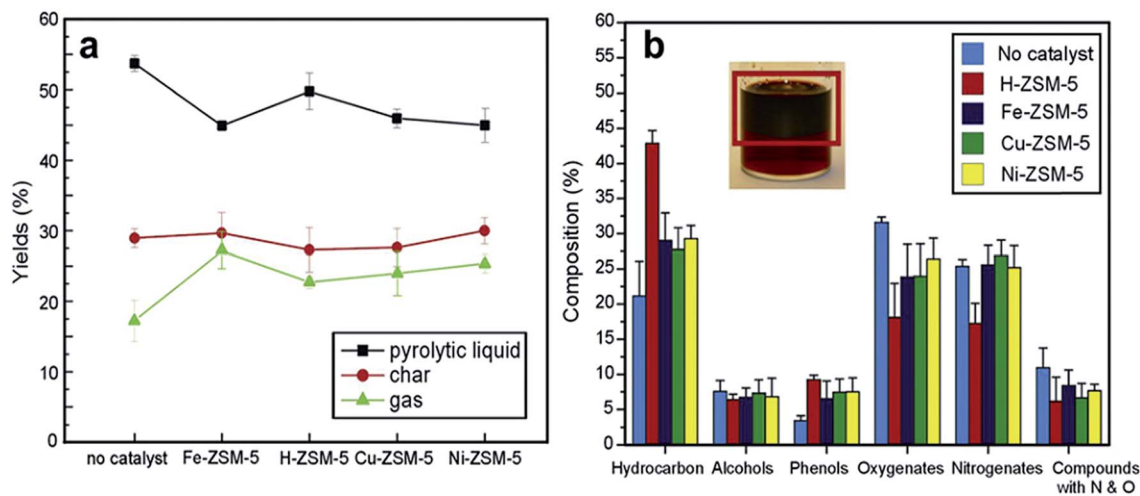 a
60
50
40
30
20
10
0
Yields (%)
pyrolytic liquid
char
gas
no catalyst Fe-ZSM-5 H-ZSM-5 Cu-ZSM-5 Ni-ZSM-5
b
60
55
50
45
40
35
30
25
20
15
10
5
0
Composition (%)
No catalyst
H-ZSM-5
Fe-ZSM-5
Cu-ZSM-5
Ni-ZSM-5
Hydrocarbon Alcohols Phenols Oxygenates Nitrogenates Compounds
with N & O